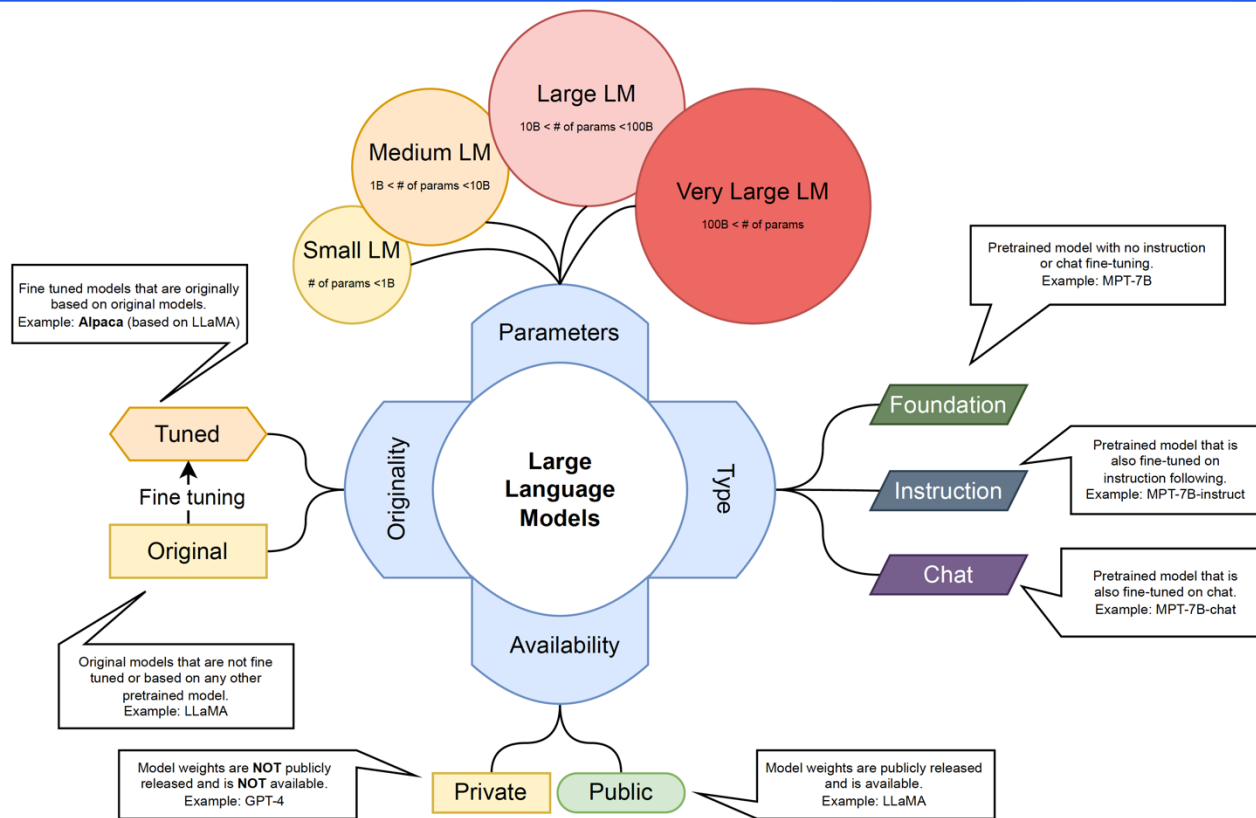 Large LM
10B < # of params <100B
Medium LM
1B < # of params <10B
Very Large LM
100B < # of params
Small LM
# of params <1B
Pretrained model with no instruction
or chat fine-tuning.
Example: MPT-7B
Fine tuned models that are originally
based on original models.
Example: Alpaca (based on LLaMA)
Parameters
Foundation
Tuned
Fine tuning
Original
Originality
Large
Language
Models
Type
Pretrained model that is
also fine-tuned on
instruction following.
Example: MPT-7B-instruct
Instruction
Chat
Pretrained model that is
also fine-tuned on chat.
Example: MPT-7B-chat
Availability
Original models that are not fine
tuned or based on any other
pretrained model.
Example: LLaMA
Model weights are NOT publicly
released and is NOT available.
Example: GPT-4
Private
Public
Model weights are publicly released
and is available.
Example: LLaMA